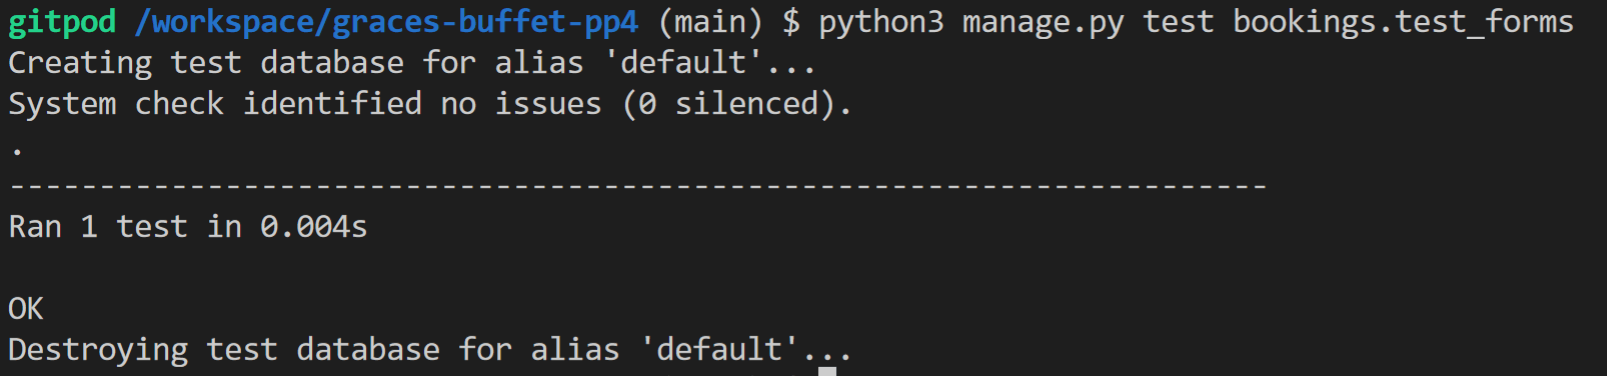 gitpod /workspace/graces-buffet-pp4 (main) $ python3 manage.py test bookings.test_forms
Creating test database for alias 'default'...
System check identified no issues (0 silenced).
.
----------------------------------------------------------------------
Ran 1 test in 0.004s

OK
Destroying test database for alias 'default'...